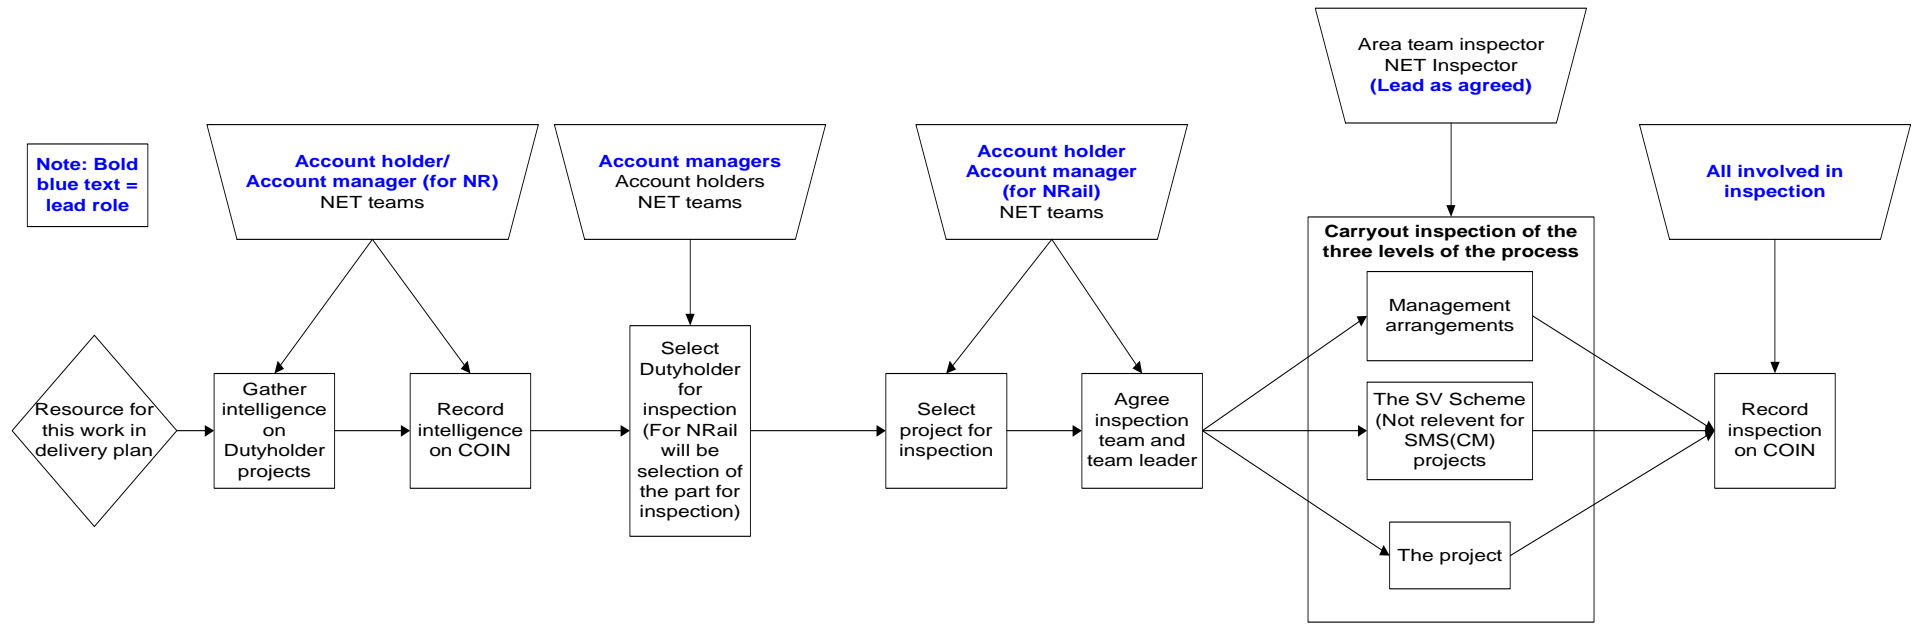 Note: Bold
blue text =
lead role
Account holder/
Account manager (for NR)
NET teams
Account managers
Account holders
NET teams
Account holder
Account manager
(for NRail)
NET teams
Area team inspector
NET Inspector
(Lead as agreed)
All involved in
inspection
Resource for
this work in
delivery plan
Gather
intelligence
on
Dutyholder
projects
Record
intelligence
on COIN
Select
Dutyholder
for
inspection
(For NRail
will be
selection of
the part for
inspection)
Select
project for
inspection
Agree
inspection
team and
team leader
Carryout inspection of the
three levels of the process
Management
arrangements
The SV Scheme
(Not relevent for
SMS(CM)
projects
The project
Record
inspection
on COIN